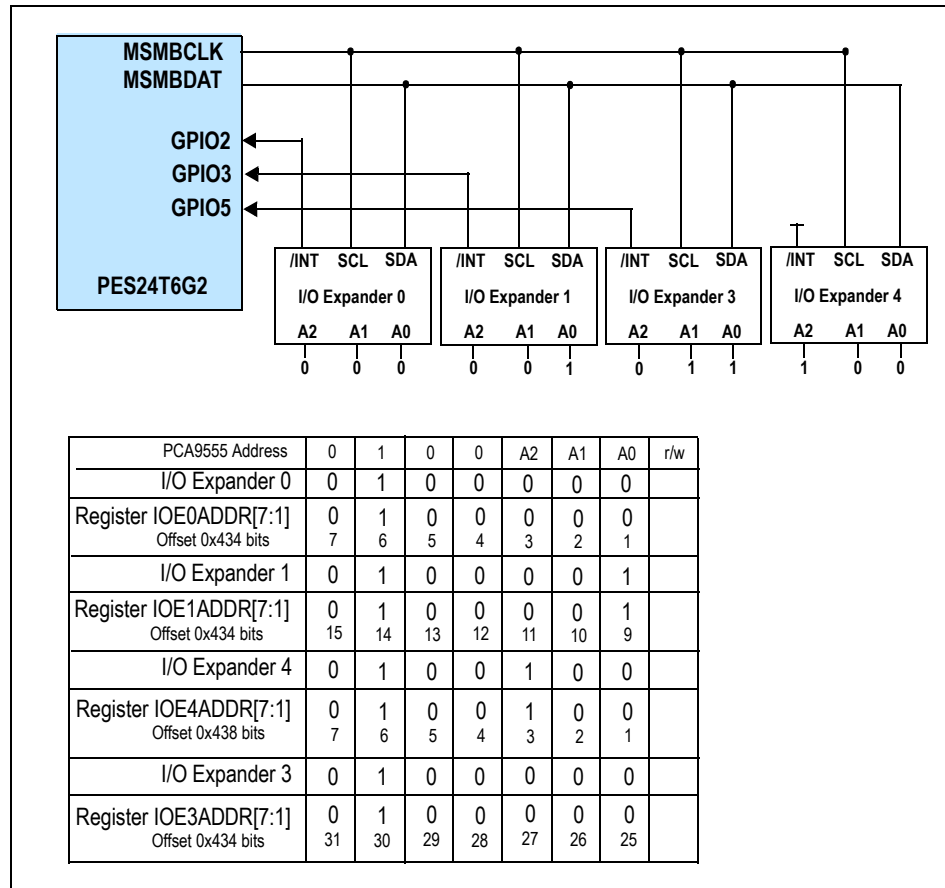 MSMBCLK
MSMBDAT
GPIO2
GPIO3
GPIO5
PES24T6G2
/INT SCL SDA /INT SCL SDA /INT SCL SDA /INT SCL SDA
I/O Expander 0 I/O Expander 1 I/O Expander 3 I/O Expander 4
A2 A1 A0 A2 A1 A0 A2 A1 A0 A2 A1 A0
0 0 0 0 0 1 0 1 1 1 0 0
PCA9555 Address 0 1 0 0 A2 A1 A0 r/w
I/O Expander 0 0 1 0 0 0 0 0
Register IOE0ADDR[7:1] 0 1 0 0 0 0 0
Offset 0x434 bits 7 6 5 4 3 2 1
I/O Expander 1 0 1 0 0 0 0 1
Register IOE1ADDR[7:1] 0 1 0 0 0 0 1
Offset 0x434 bits 15 14 13 12 11 10 9
I/O Expander 4 0 1 0 0 1 0 0
Register IOE4ADDR[7:1] 0 1 0 0 1 0 0
Offset 0x438 bits 7 6 5 4 3 2 1
I/O Expander 3 0 1 0 0 0 0 0
Register IOE3ADDR[7:1] 0 1 0 0 0 0 0
Offset 0x434 bits 31 30 29 28 27 26 25